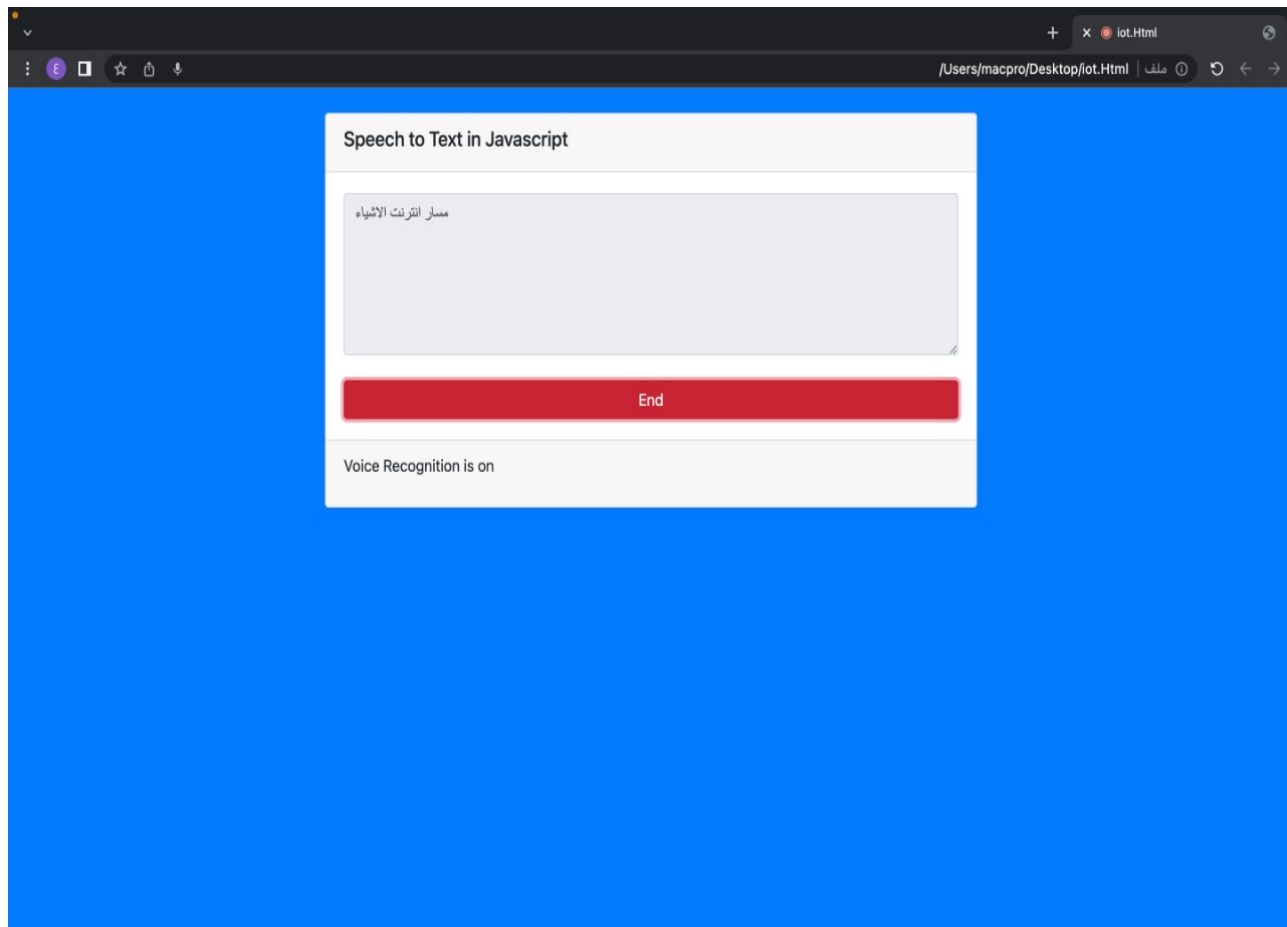 iot.Html
ملف | /Users/macpro/Desktop/iot.Html
ع
Speech to Text in Javascript
مسار انترنت الاشياء
End
Voice Recognition is on